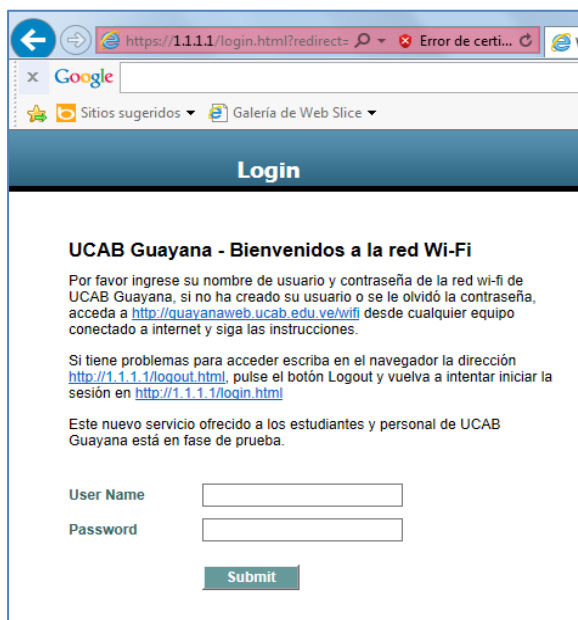 https://1.1.1.1/login.html?redirect= Error de certi...
x Google
Sitios sugeridos Galería de Web Slice
Login
UCAB Guayana - Bienvenidos a la red Wi-Fi
Por favor ingrese su nombre de usuario y contraseña de la red wi-fi de
UCAB Guayana, si no ha creado su usuario o se le olvidó la contraseña,
acceda a http://guayanaweb.ucab.edu.ve/wifi desde cualquier equipo
conectado a internet y siga las instrucciones.
Si tiene problemas para acceder escriba en el navegador la dirección
http://1.1.1.1/logout.html, pulse el botón Logout y vuelva a intentar iniciar la
sesión en http://1.1.1.1/login.html
Este nuevo servicio ofrecido a los estudiantes y personal de UCAB
Guayana está en fase de prueba.
User Name
Password
Submit